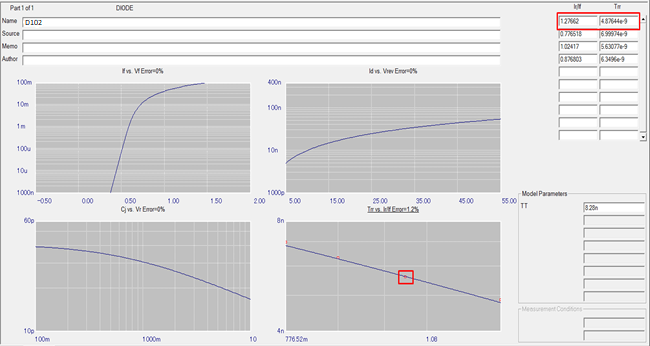 Part 1 of 1 DIODE
Name D102
Source
Memo
Author
Ir/If Trr
1.27662 4.87644e-9
0.776518 6.99974e-9
1.02417 5.63077e-9
0.876803 6.3496e-9
If vs. Vf Error=0%
100m
10m
1m
100u
10u
1000n
-0.50 0.00 0.50 1.00 1.50 2.00
Id vs. Vrev Error=0%
400n
10n
1000p
5.00 15.00 25.00 35.00 45.00 55.00
Cj vs. Vr Error=0%
60p
10p
100m 1000m 10
Trr vs. Ir/If Error=1.2%
8n
4n
776.52m 1.08
Model Parameters
TT 8.28n
Measurement Conditions